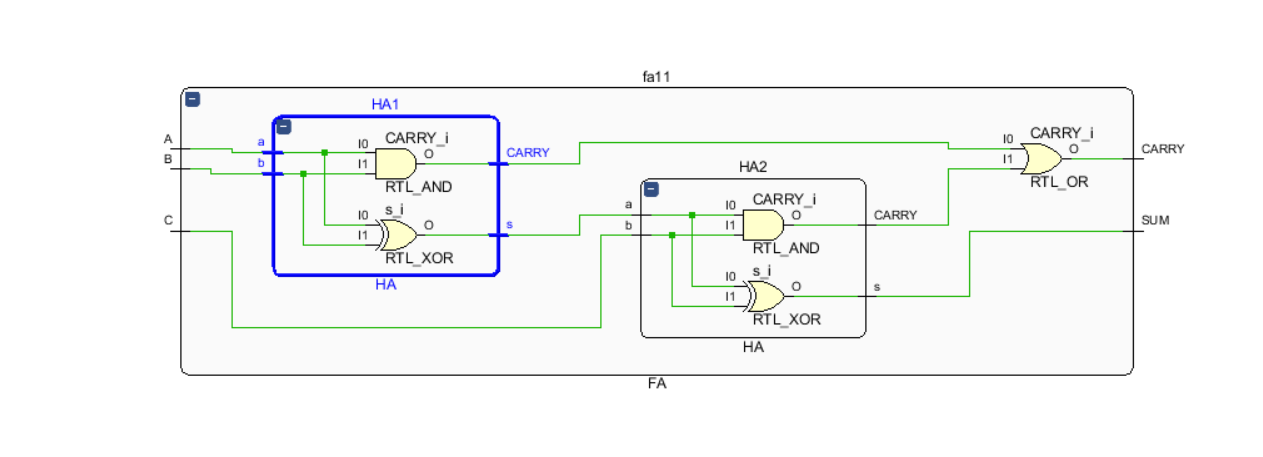 fa11
HA1
A
B
C
a
b
I0
I1
CARRY_i
O
RTL_AND
I0
I1
s_i
O
RTL_XOR
HA
CARRY
s
HA2
a
b
I0
I1
CARRY_i
O
RTL_AND
I0
I1
s_i
O
RTL_XOR
HA
CARRY
s
I0
I1
CARRY_i
O
RTL_OR
CARRY
SUM
FA